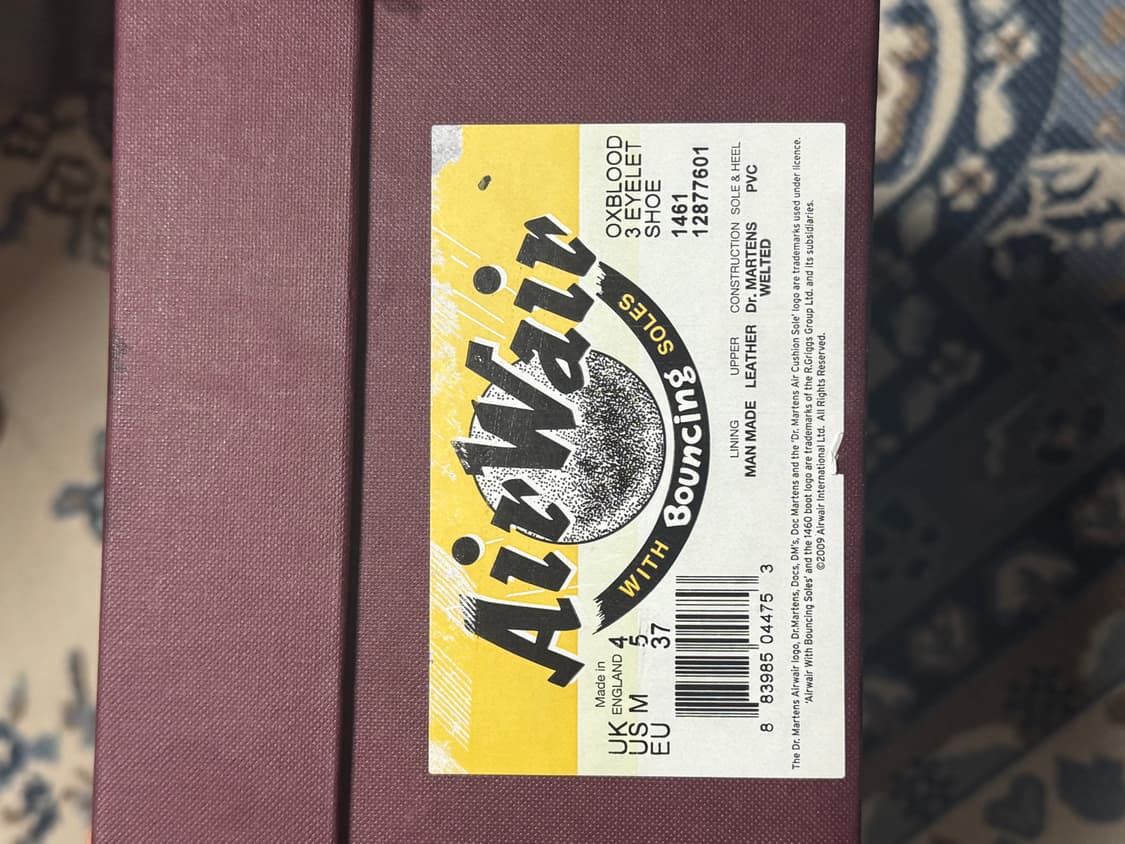 AirWair
WITH Bouncing SOLES
Made in
UK ENGLAND 4
US M 5
EU 37
OXBLOOD
3 EYELET
SHOE
1461
12877601
8 83985 04475 3
LINING UPPER CONSTRUCTION SOLE & HEEL
MAN MADE LEATHER Dr. MARTENS PVC
WELTED
The Dr. Martens Airwair logo, Dr.Martens, Docs, DM's, Doc Martens and the 'Dr. Martens Air Cushion Sole' logo are trademarks used under licence.
'Airwair With Bouncing Soles' and the 1460 boot logo are trademarks of the R.Griggs Group Ltd. and its subsidiaries.
©2009 Airwair International Ltd. All Rights Reserved.